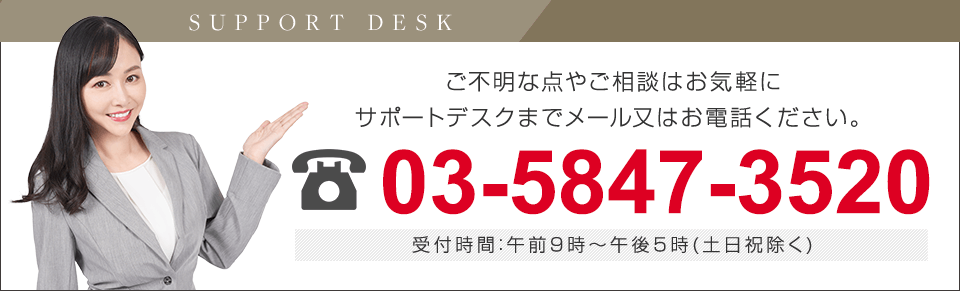 SUPPORT DESK
ご不明な点やご相談はお気軽に
サポートデスクまでメール又はお電話ください。
03-5847-3520
受付時間:午前9時～午後5時(土日祝除く)